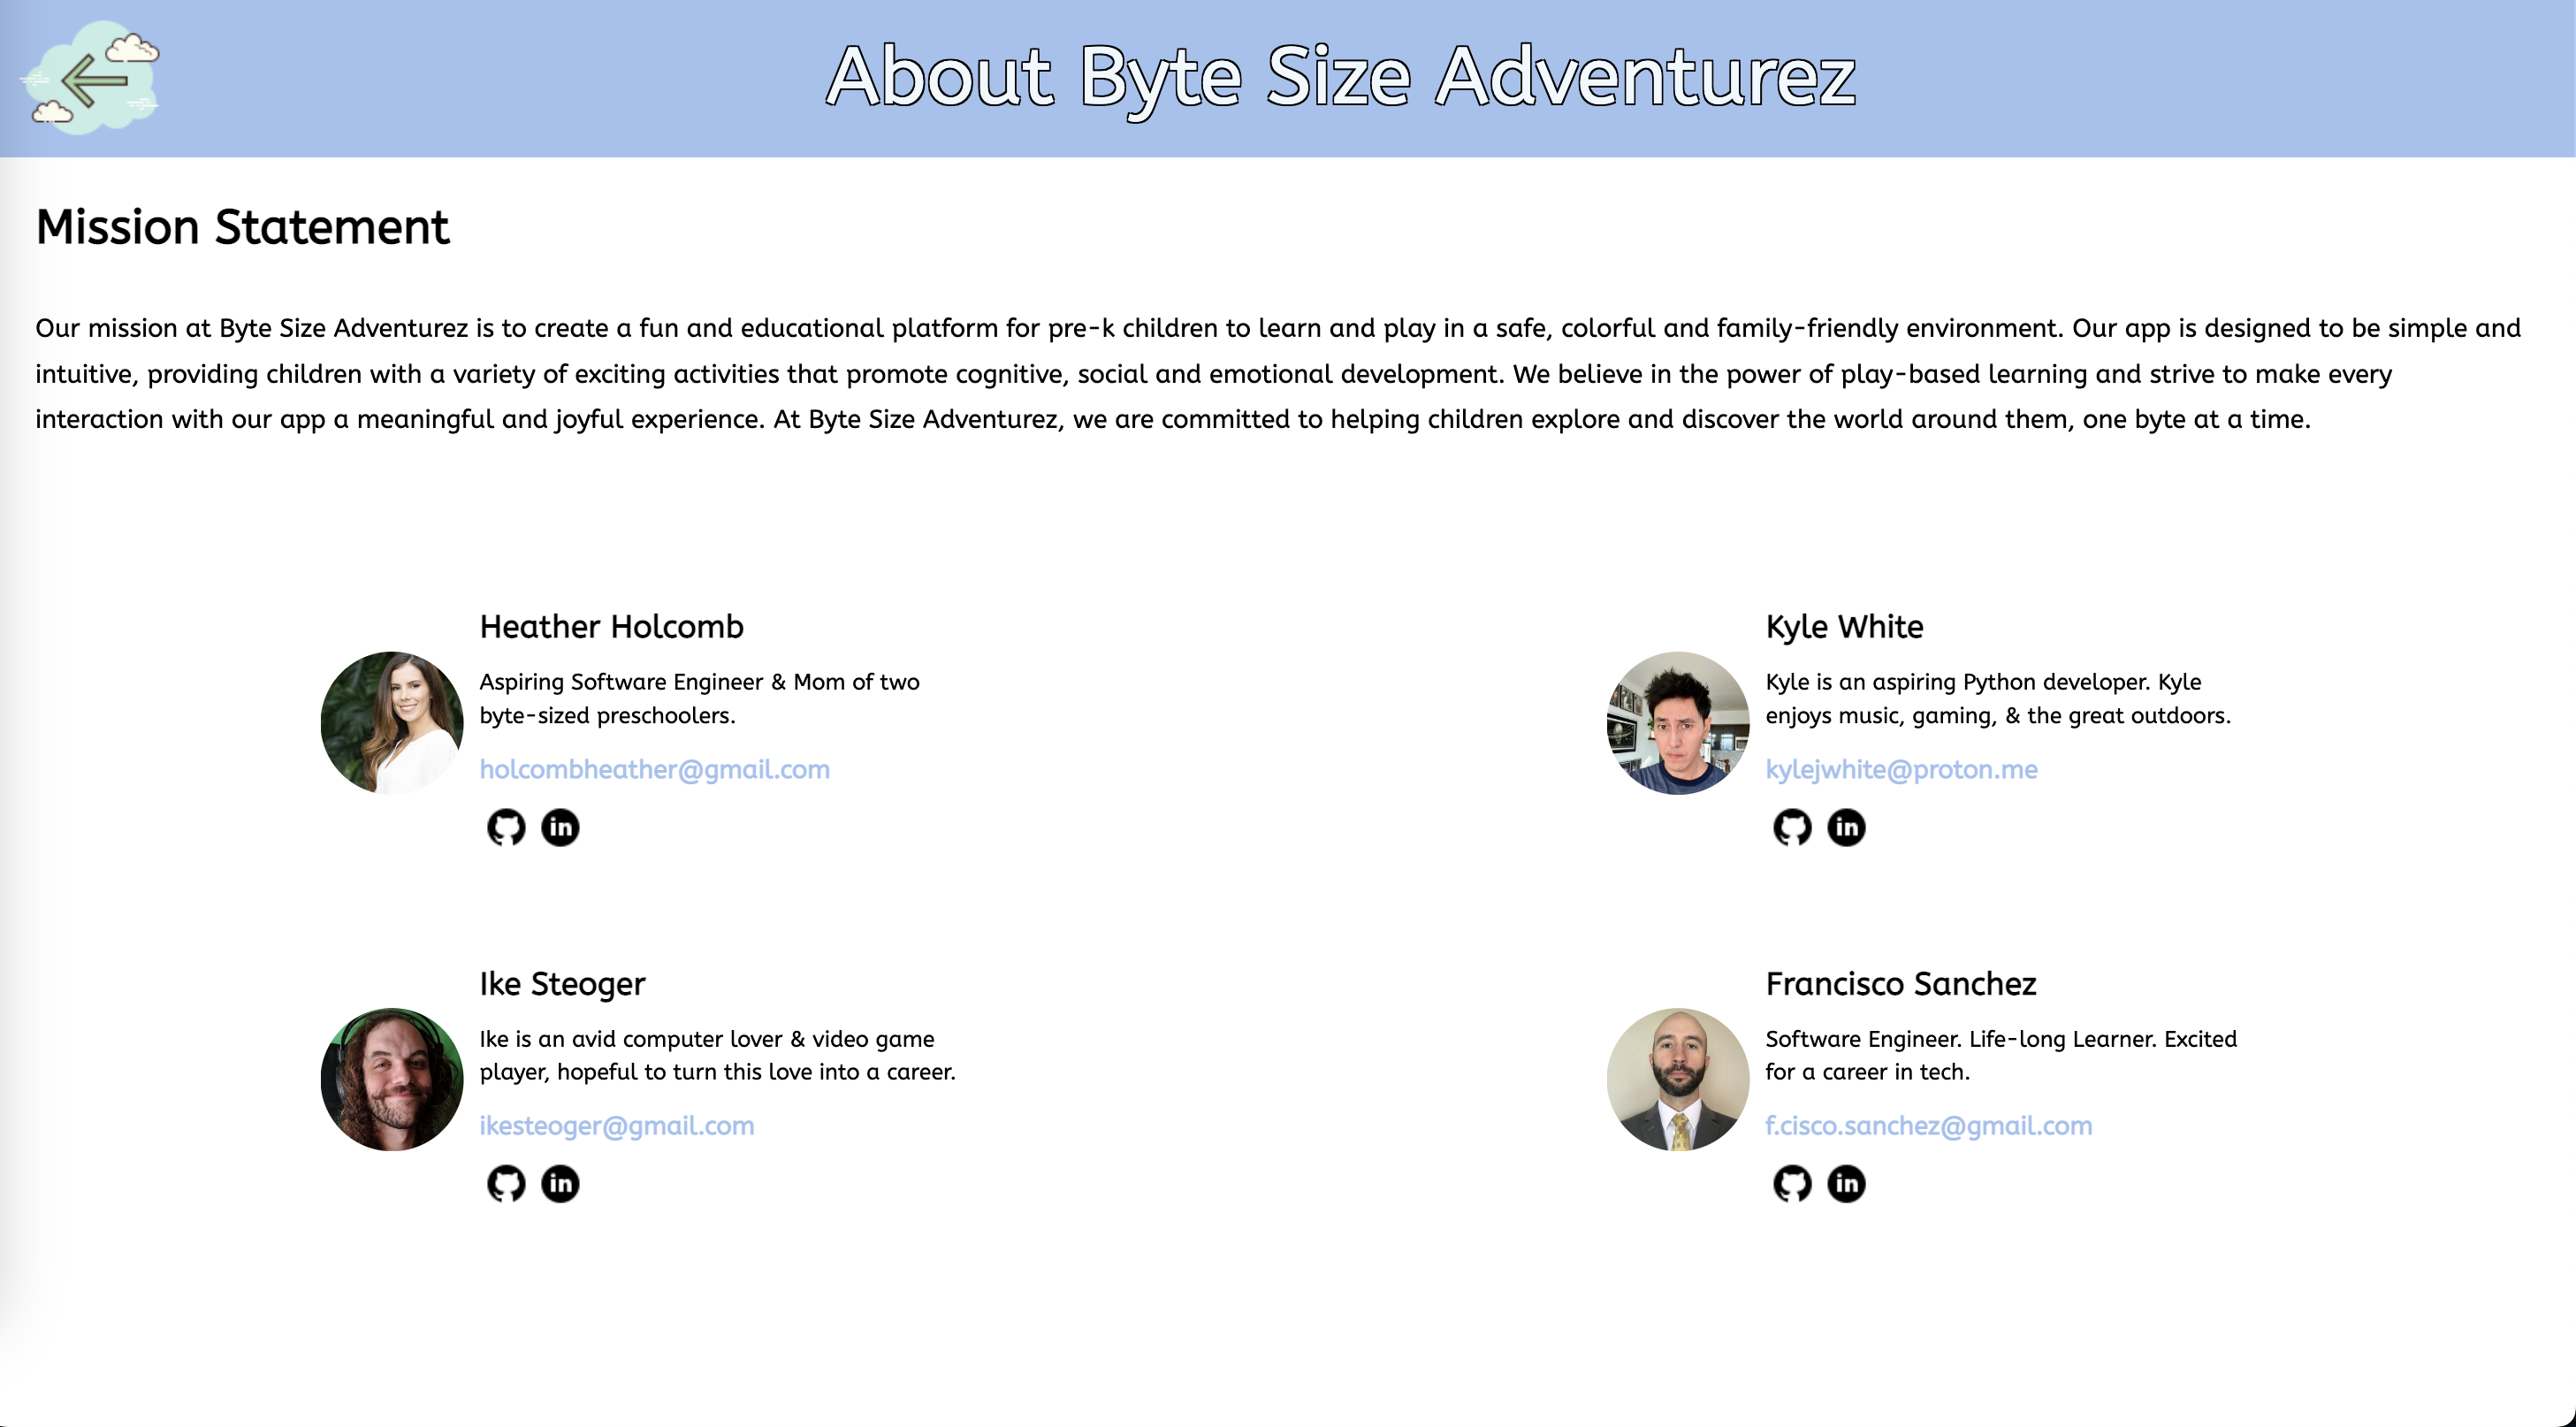 About Byte Size Adventurez
Mission Statement
Our mission at Byte Size Adventurez is to create a fun and educational platform for pre-k children to learn and play in a safe, colorful and family-friendly environment. Our app is designed to be simple and
intuitive, providing children with a variety of exciting activities that promote cognitive, social and emotional development. We believe in the power of play-based learning and strive to make every
interaction with our app a meaningful and joyful experience. At Byte Size Adventurez, we are committed to helping children explore and discover the world around them, one byte at a time.
Heather Holcomb
Aspiring Software Engineer & Mom of two
byte-sized preschoolers.
holcombheather@gmail.com
in
Kyle White
Kyle is an aspiring Python developer. Kyle
enjoys music, gaming, & the great outdoors.
kylejwhite@proton.me
in
Ike Steoger
Ike is an avid computer lover & video game
player, hopeful to turn this love into a career.
ikesteoger@gmail.com
in
Francisco Sanchez
Software Engineer. Life-long Learner. Excited
for a career in tech.
f.cisco.sanchez@gmail.com
in